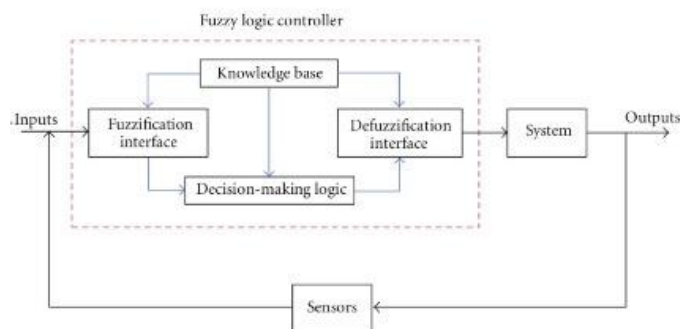 Fuzzy logic controller
Knowledge base
.Inputs
Fuzzification
interface
Defuzzification
interface
System
Outputs
Decision-making logic
Sensors